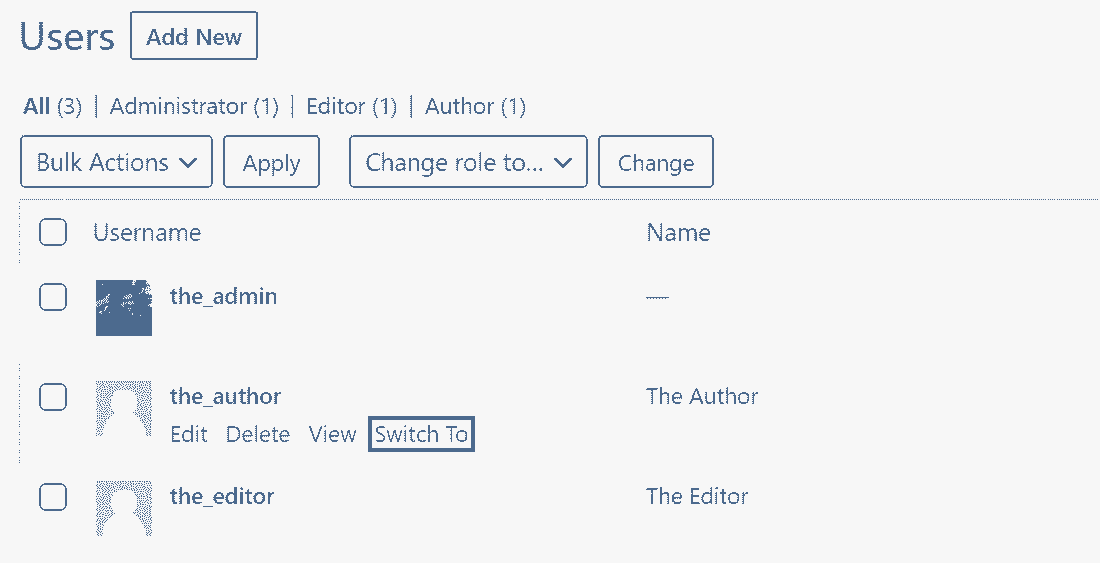 Users Add New
All (3) | Administrator (1) | Editor (1) | Author (1)
Bulk Actions Apply Change role to... Change
Username Name
the_admin —
the_author The Author
Edit Delete View Switch To
the_editor The Editor